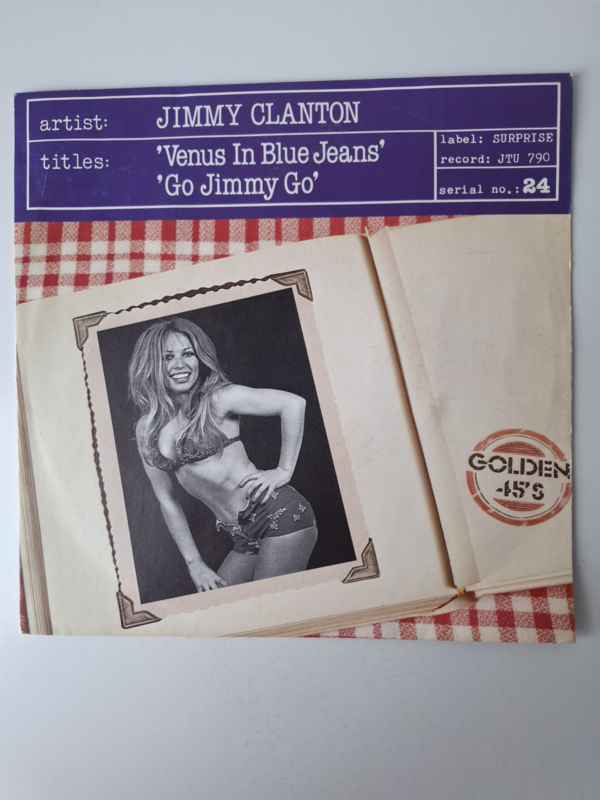 artist: JIMMY CLANTON
titles: 'Venus In Blue Jeans'
'Go Jimmy Go'
label: SURPRISE
record: JTU 790
serial no.: 24
GOLDEN
45'S